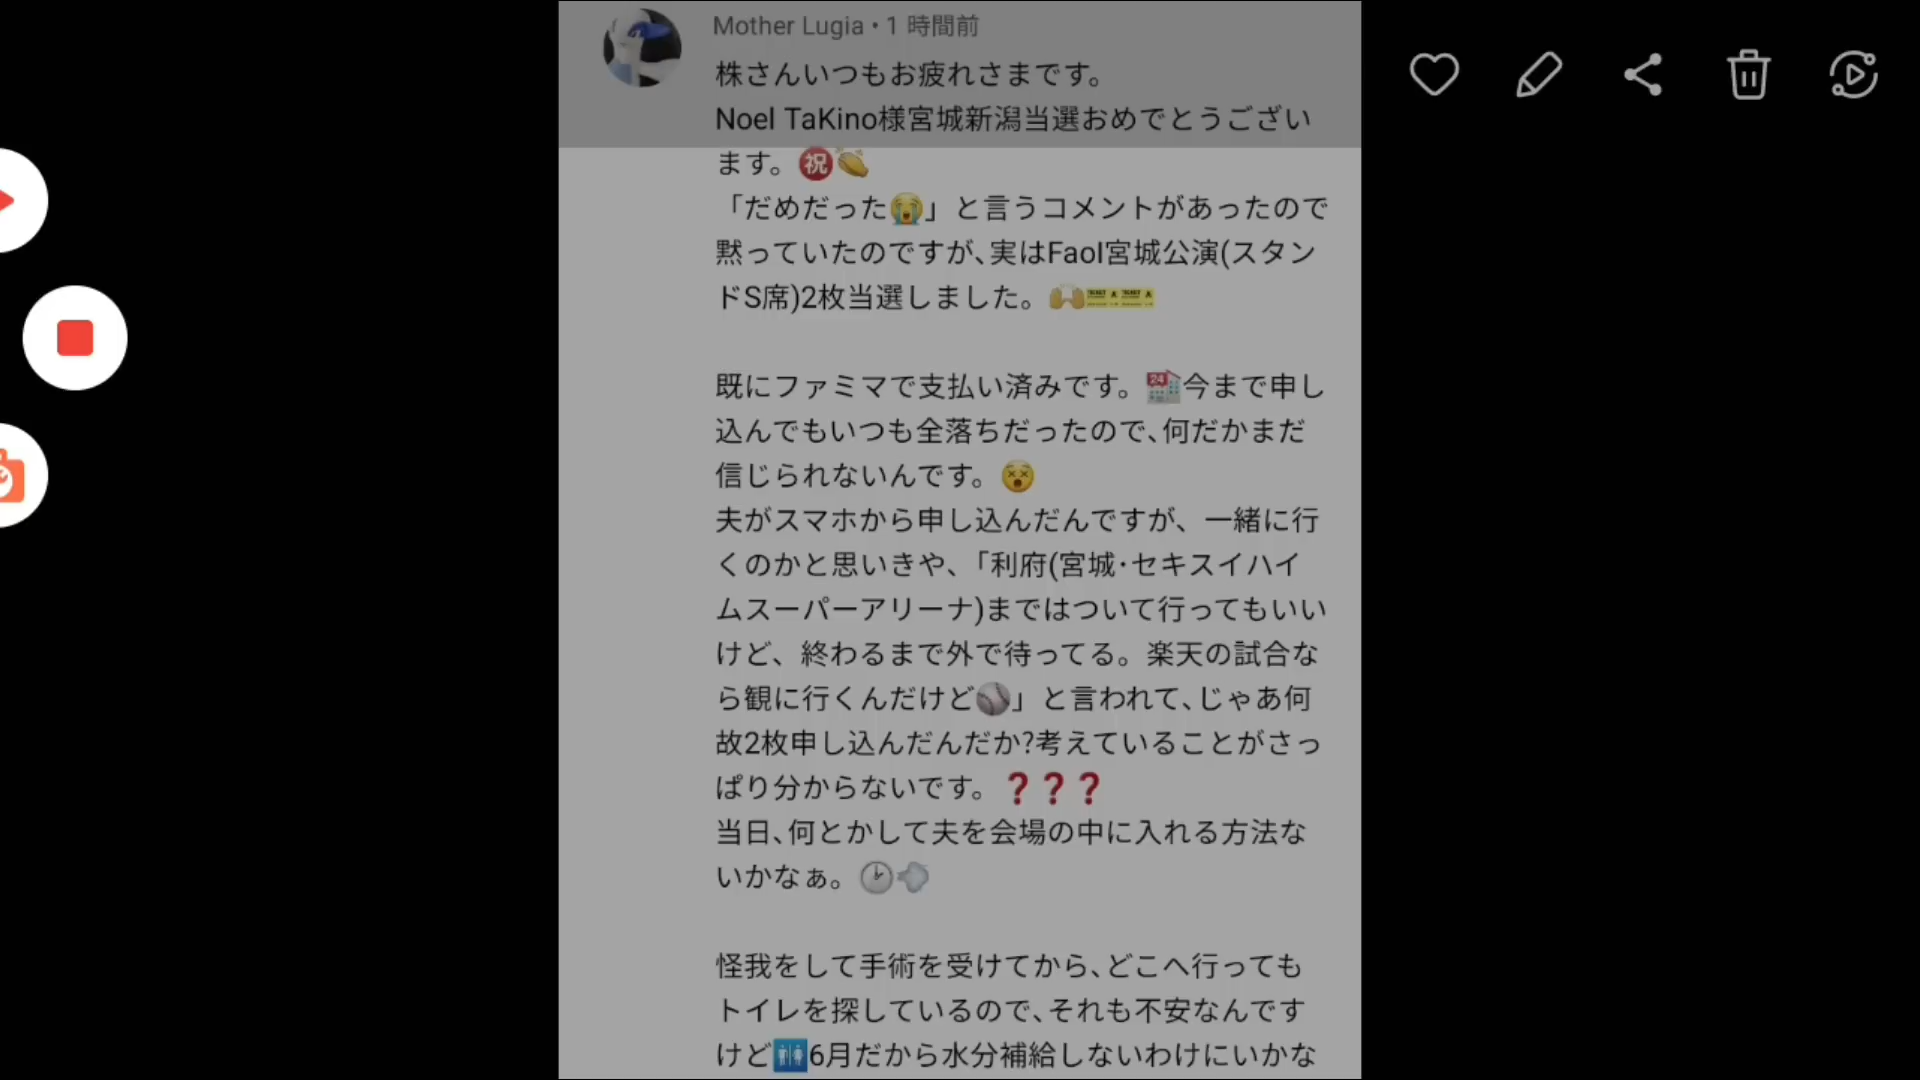 Mother Lugia • 1 時間前
株さんいつもお疲れさまです。
Noel TaKino様宮城新潟当選おめでとうござい
ます。㊗👏
「だめだった😭」と言うコメントがあったので
黙っていたのですが、実はFaoI宮城公演(スタン
ドS席)2枚当選しました。🙌🎫🎫
既にファミマで支払い済みです。🏪今まで申し
込んでもいつも全落ちだったので、何だかまだ
信じられないんです。😵
夫がスマホから申し込んだんですが、一緒に行
くのかと思いきや、「利府(宮城･セキスイハイ
ムスーパーアリーナ)まではついて行ってもいい
けど、終わるまで外で待ってる。楽天の試合な
ら観に行くんだけど⚾」と言われて、じゃあ何
故2枚申し込んだんだか?考えていることがさっ
ぱり分からないです。❓❓❓
当日、何とかして夫を会場の中に入れる方法な
いかなぁ。🕐💨
怪我をして手術を受けてから、どこへ行っても
トイレを探しているので、それも不安なんです
けど🚻6月だから水分補給しないわけにいかな